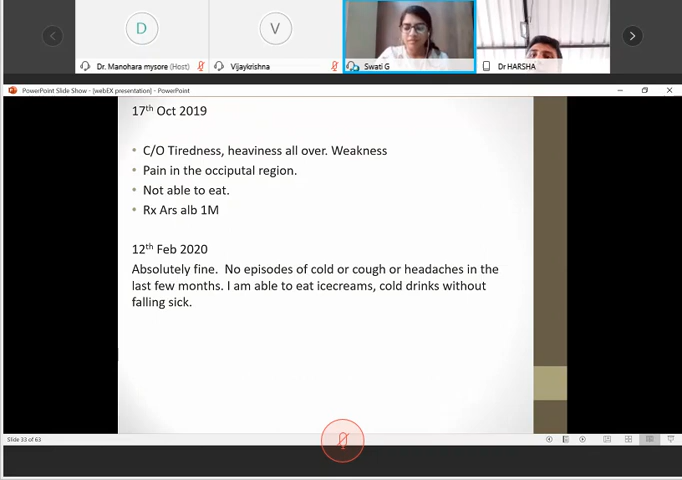 D
V
Dr. Manohara mysore (Host)
Vijaykrishna
Swati G
Dr HARSHA
PowerPoint Slide Show - [webEX presentation] - PowerPoint
17th Oct 2019
• C/O Tiredness, heaviness all over. Weakness
• Pain in the occiputal region.
• Not able to eat.
• Rx Ars alb 1M
12th Feb 2020
Absolutely fine. No episodes of cold or cough or headaches in the
last few months. I am able to eat icecreams, cold drinks without
falling sick.
Slide 33 of 63